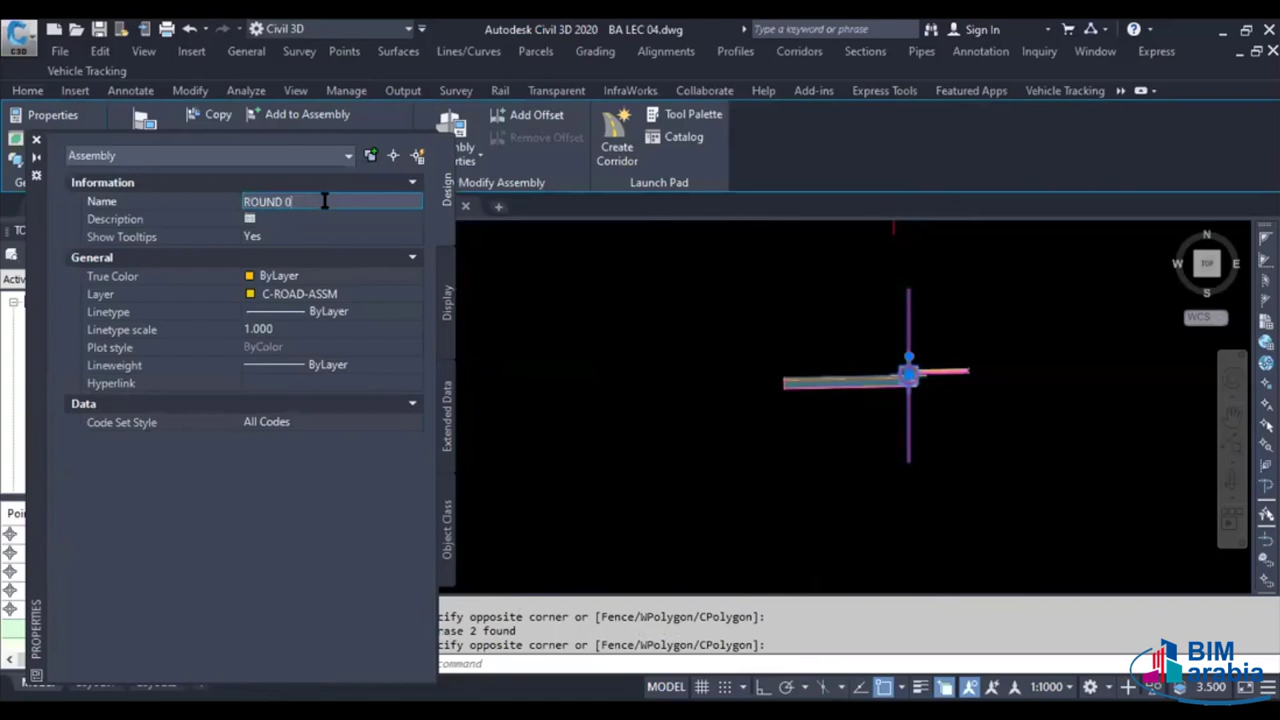 Civil 3D
Autodesk Civil 3D 2020 BA LEC 04.dwg
Type a keyword or phrase
Sign In
C3D
File Edit View Insert General Survey Points Surfaces Lines/Curves Parcels Grading Alignments Profiles Corridors Sections Pipes Annotation Inquiry Window Express
Vehicle Tracking
Home Insert Annotate Modify Analyze View Manage Output Survey Rail Transparent InfraWorks Collaborate Help Add-ins Express Tools Featured Apps Vehicle Tracking
Properties Copy Add to Assembly Add Offset Tool Palette
Remove Offset Catalog
Create
Corridor
Properties
Modify Assembly Launch Pad
Assembly
Information
Name ROUND 0
Description
Show Tooltips Yes
General
True Color ByLayer
Layer C-ROAD-ASSM
Linetype ByLayer
Linetype scale 1.000
Plot style ByColor
Lineweight ByLayer
Hyperlink
Data
Code Set Style All Codes
Design
Display
Extended Data
Object Class
PROPERTIES
Activ
Poin
N
W TOP E
S
WCS
cify opposite corner or [Fence/WPolygon/CPolygon]:
rase 2 found
cify opposite corner or [Fence/WPolygon/CPolygon]:
command
MODEL 1:1000 3.500
BIM
arabia